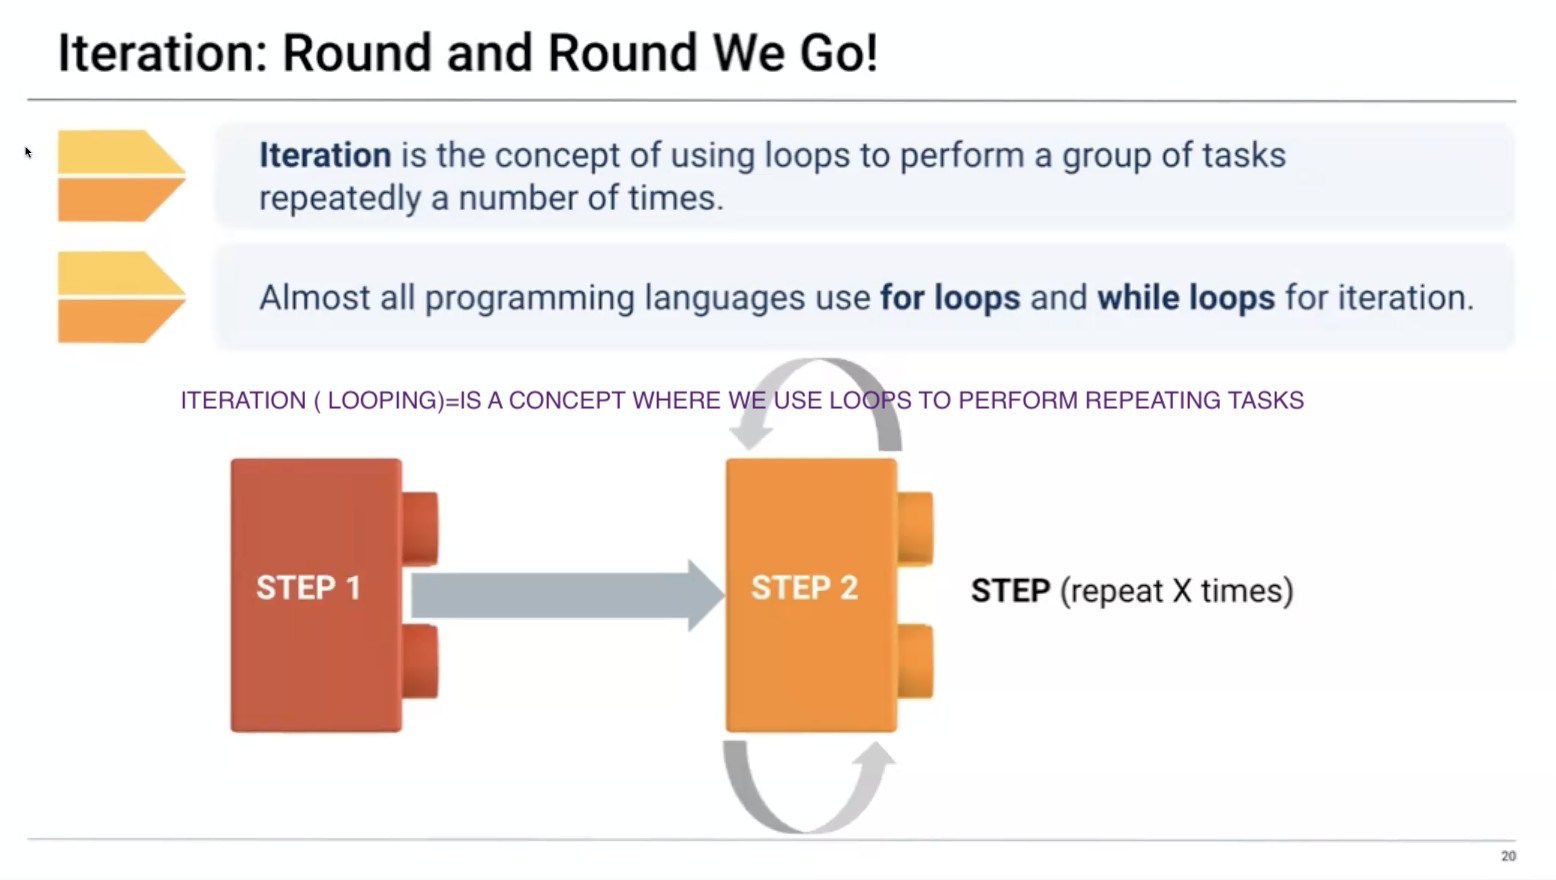 Iteration: Round and Round We Go!
Iteration is the concept of using loops to perform a group of tasks
repeatedly a number of times.
Almost all programming languages use for loops and while loops for iteration.
ITERATION ( LOOPING)=IS A CONCEPT WHERE WE USE LOOPS TO PERFORM REPEATING TASKS
STEP 1
STEP 2
STEP (repeat X times)
20